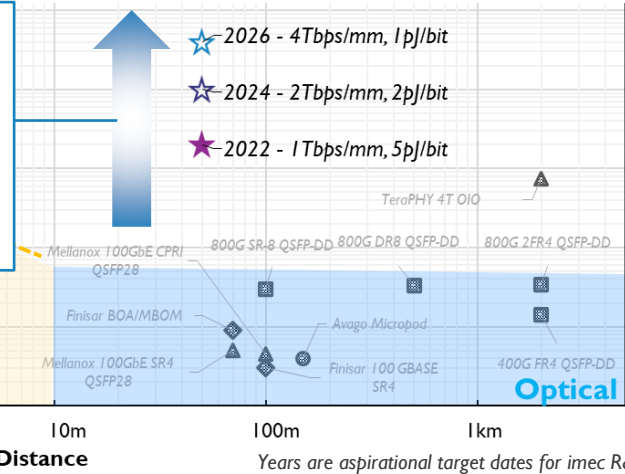 2026 - 4Tbps/mm, 1pJ/bit
2024 - 2Tbps/mm, 2pJ/bit
2022 - 1Tbps/mm, 5pJ/bit
TeraPHY 4T OIO
Mellanox 100GbE CPRI
QSFP28
800G SR-8 QSFP-DD
800G DR8 QSFP-DD
800G 2FR4 QSFP-DD
Finisar BOA/MBOM
Avago Micropod
Mellanox 100GbE SR4
QSFP28
Finisar 100 GBASE
SR4
400G FR4 QSFP-DD
Optical
10m
100m
1km
Distance
Years are aspirational target dates for imec